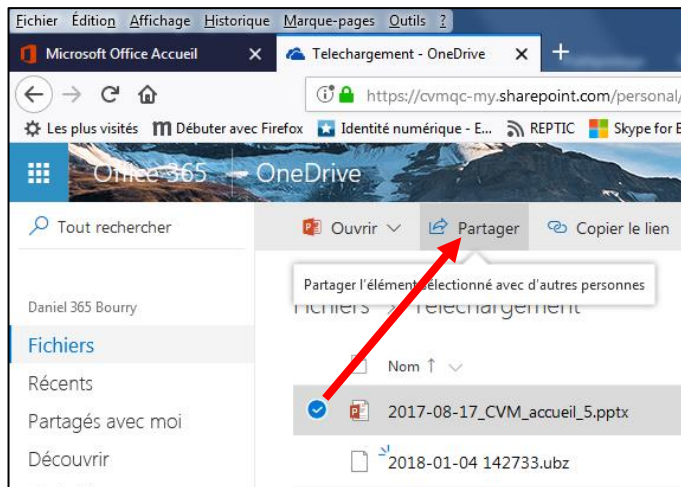 Fichier Édition Affichage Historique Marque-pages Outils ?
Microsoft Office Accueil Telechargement - OneDrive
https://cvmqc-my.sharepoint.com/personal/
Les plus visités Débuter avec Firefox Identité numérique - E... REPTIC Skype for
Office 365 OneDrive
Tout rechercher Ouvrir Partager Copier le lien
Partager l'élément sélectionné avec d'autres personnes
Daniel 365 Bourry Fichiers > Telechargement
Fichiers
Nom ↑
Récents
2017-08-17_CVM_accueil_5.pptx
Partagés avec moi
Découvrir 2018-01-04 142733.ubz